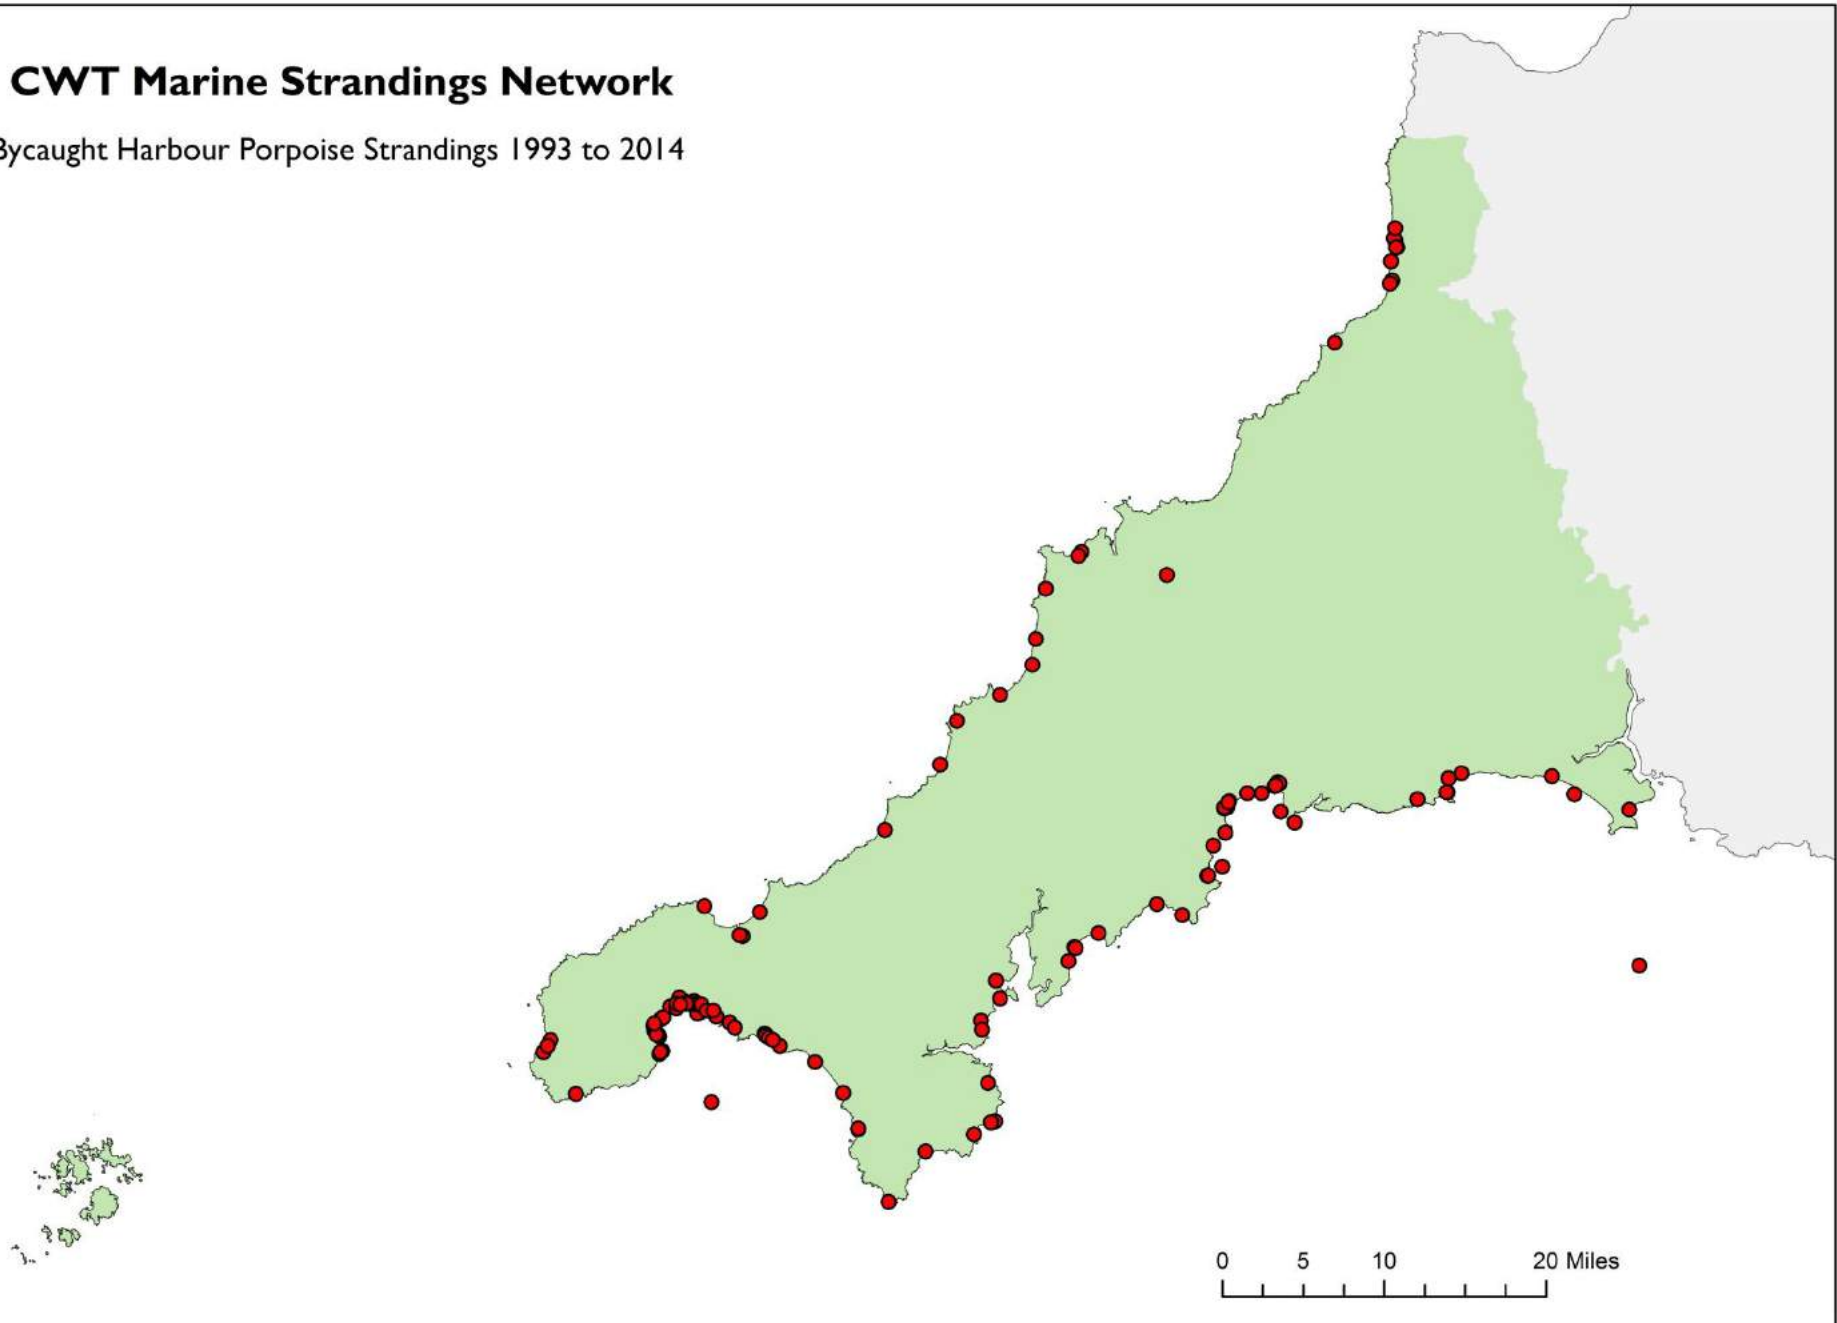 CWT Marine Strandings Network
Bycaught Harbour Porpoise Strandings 1993 to 2014
0 5 10 20 Miles